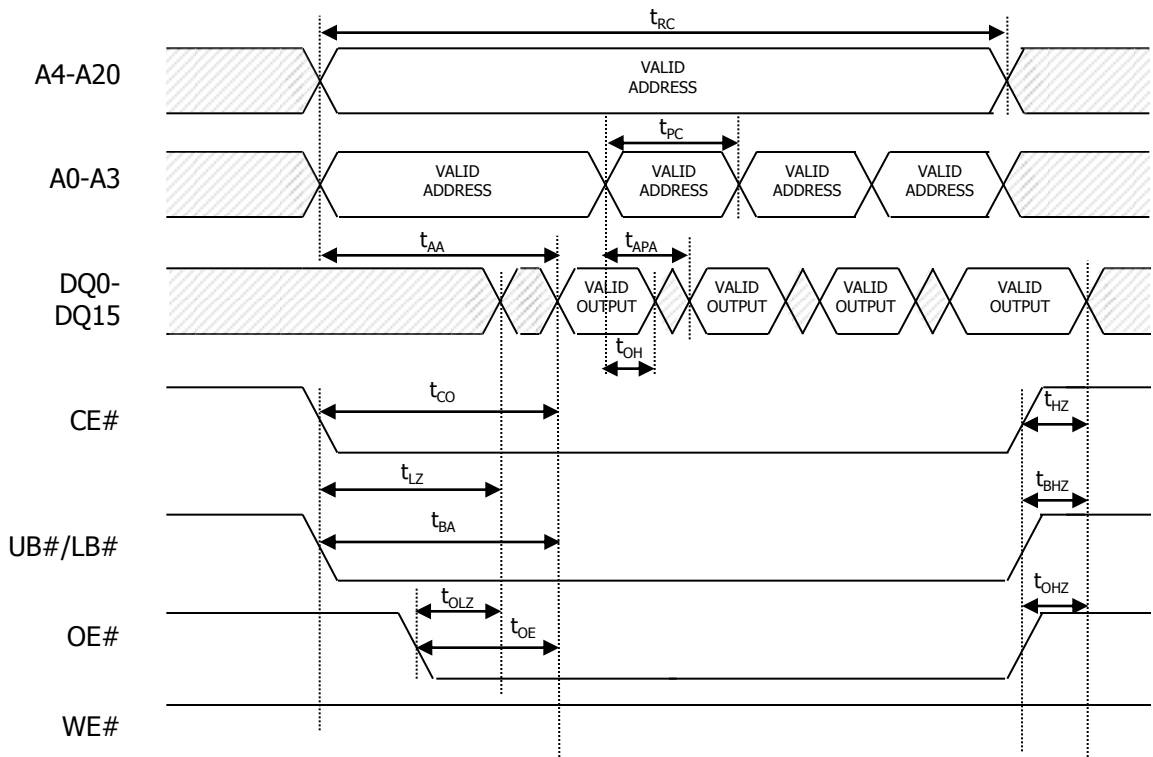 tRC
A4-A20
VALID
ADDRESS
tPC
A0-A3
VALID
ADDRESS
VALID
ADDRESS
VALID
ADDRESS
VALID
ADDRESS
tAA
tAPA
DQ0-
DQ15
VALID
OUTPUT
VALID
OUTPUT
VALID
OUTPUT
VALID
OUTPUT
tOH
CE#
tCO
tHZ
tLZ
tBHZ
UB#/LB#
tBA
tOLZ
tOHZ
OE#
tOE
WE#